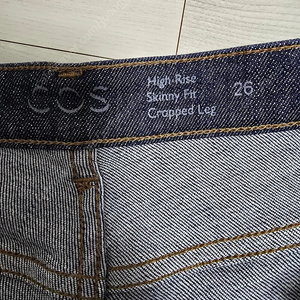 COS
High-Rise
Skinny Fit
Cropped Leg
26